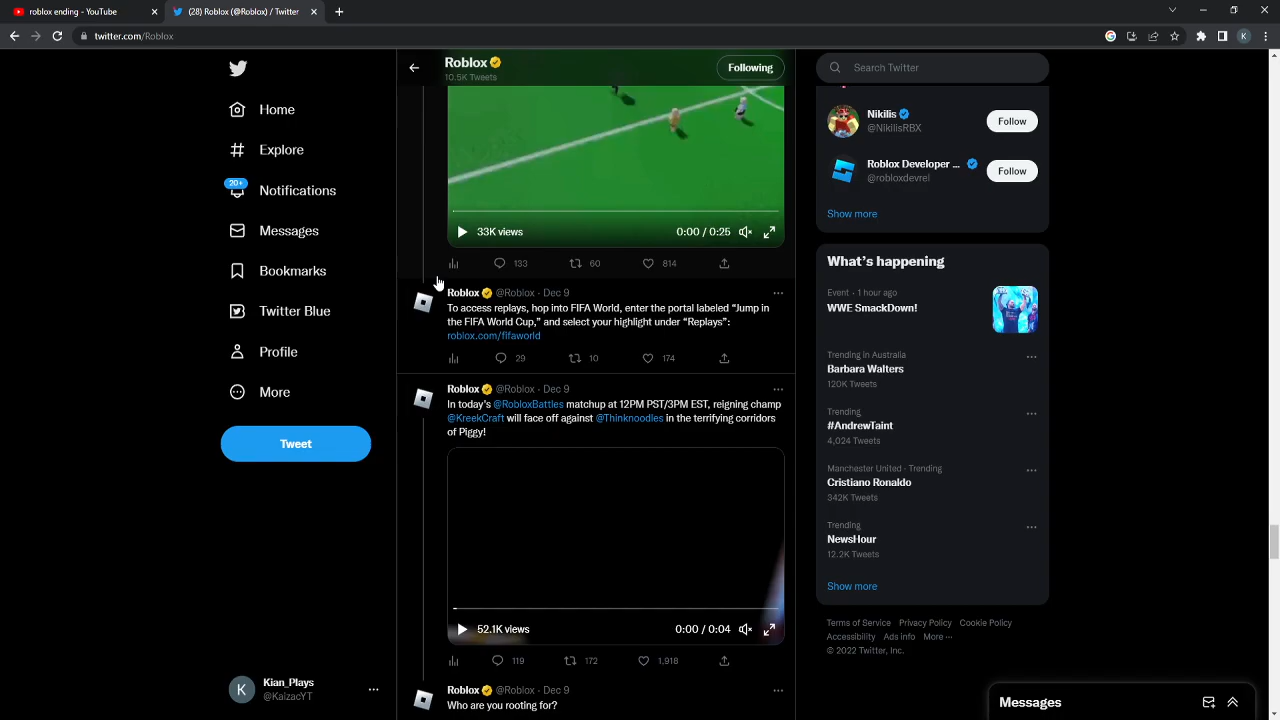 roblox ending - YouTube
(28) Roblox (@Roblox) / Twitter
twitter.com/Roblox
K
Home
Explore
20+
Notifications
Messages
Bookmarks
Twitter Blue
Profile
More
Tweet
Kian_Plays
@KaizacYT
K
Roblox
10.5K Tweets
Following
33K views
0:00 / 0:25
133
60
814
Roblox @Roblox · Dec 9
To access replays, hop into FIFA World, enter the portal labeled “Jump in
the FIFA World Cup,” and select your highlight under “Replays”:
roblox.com/fifaworld
29
10
174
Roblox @Roblox · Dec 9
In today's @RobloxBattles matchup at 12PM PST/3PM EST, reigning champ
@KreekCraft will face off against @Thinknoodles in the terrifying corridors
of Piggy!
52.1K views
0:00 / 0:04
119
172
1,918
Roblox @Roblox · Dec 9
Who are you rooting for?
Search Twitter
Nikilis
@NikilisRBX
Follow
Roblox Developer ...
@robloxdevrel
Follow
Show more
What’s happening
Event · 1 hour ago
WWE SmackDown!
Trending in Australia
Barbara Walters
120K Tweets
Trending
#AndrewTaint
4,024 Tweets
Manchester United · Trending
Cristiano Ronaldo
342K Tweets
Trending
NewsHour
12.2K Tweets
Show more
Terms of Service Privacy Policy Cookie Policy
Accessibility Ads info More ···
© 2022 Twitter, Inc.
Messages